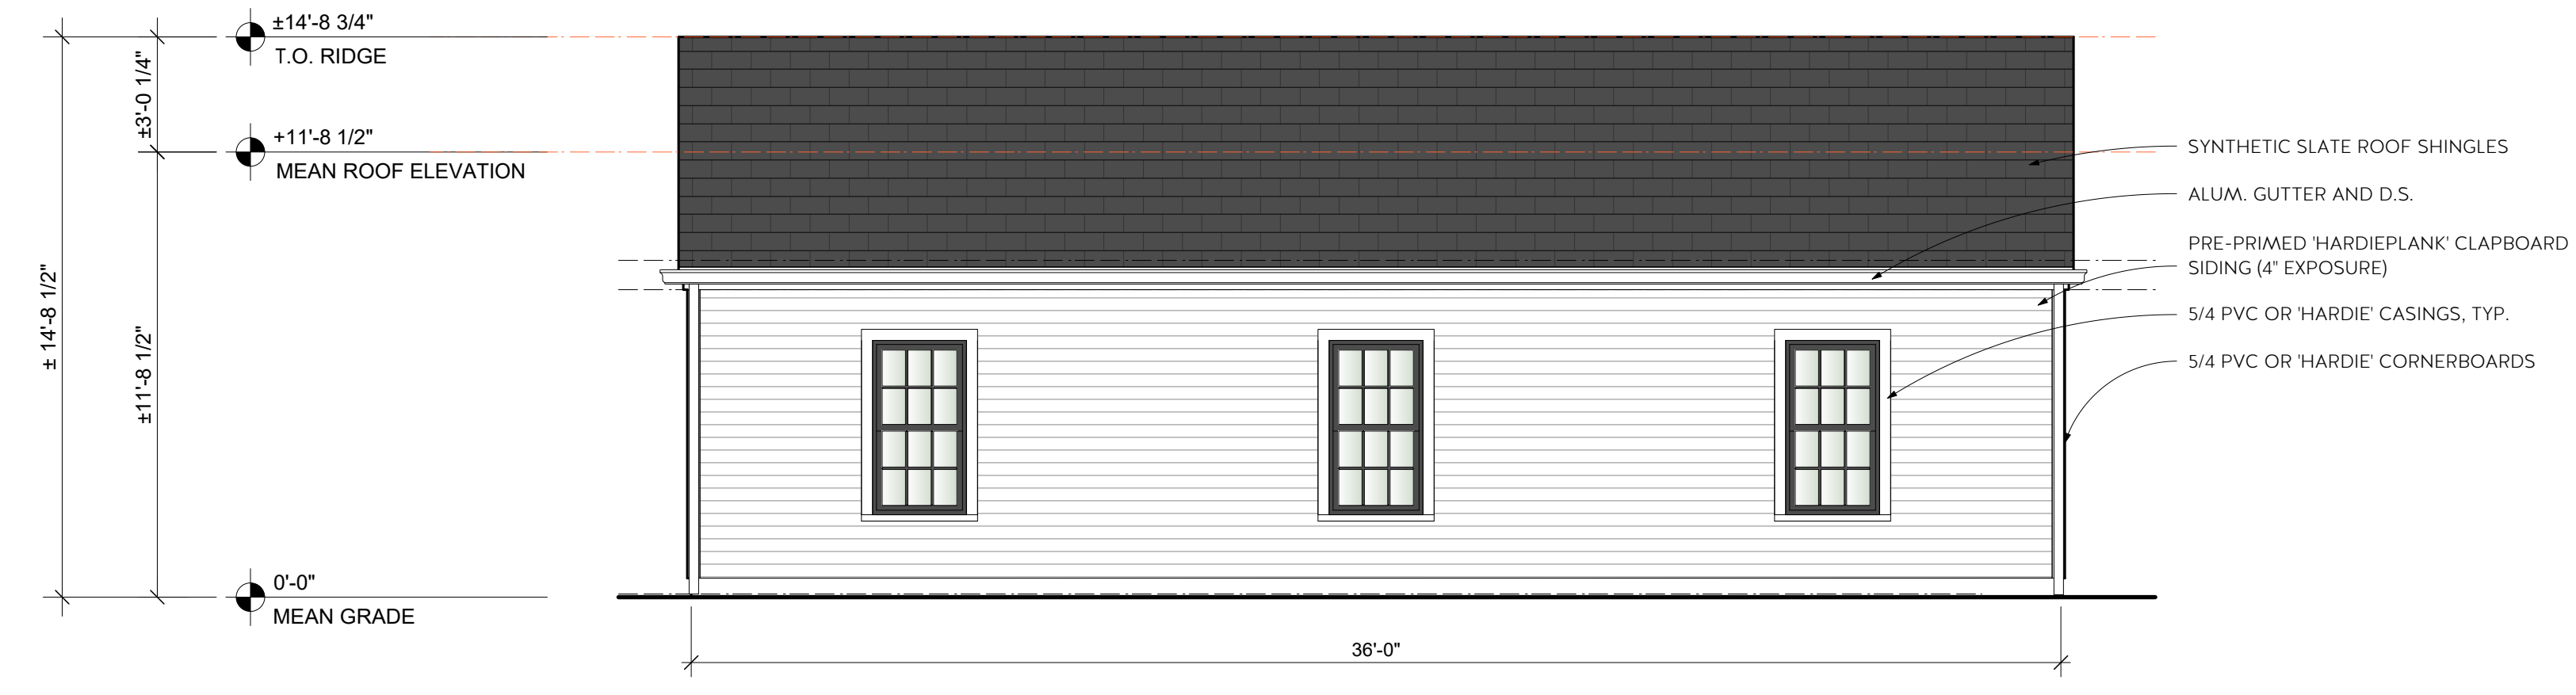 ±14'-8 3/4"
T.O. RIDGE
±3'-0 1/4"
+11'-8 1/2"
MEAN ROOF ELEVATION
SYNTHETIC SLATE ROOF SHINGLES
ALUM. GUTTER AND D.S.
PRE-PRIMED 'HARDIEPLANK' CLAPBOARD
SIDING (4" EXPOSURE)
5/4 PVC OR 'HARDIE' CASINGS, TYP.
5/4 PVC OR 'HARDIE' CORNERBOARDS
± 14'-8 1/2"
±11'-8 1/2"
0'-0"
MEAN GRADE
36'-0"